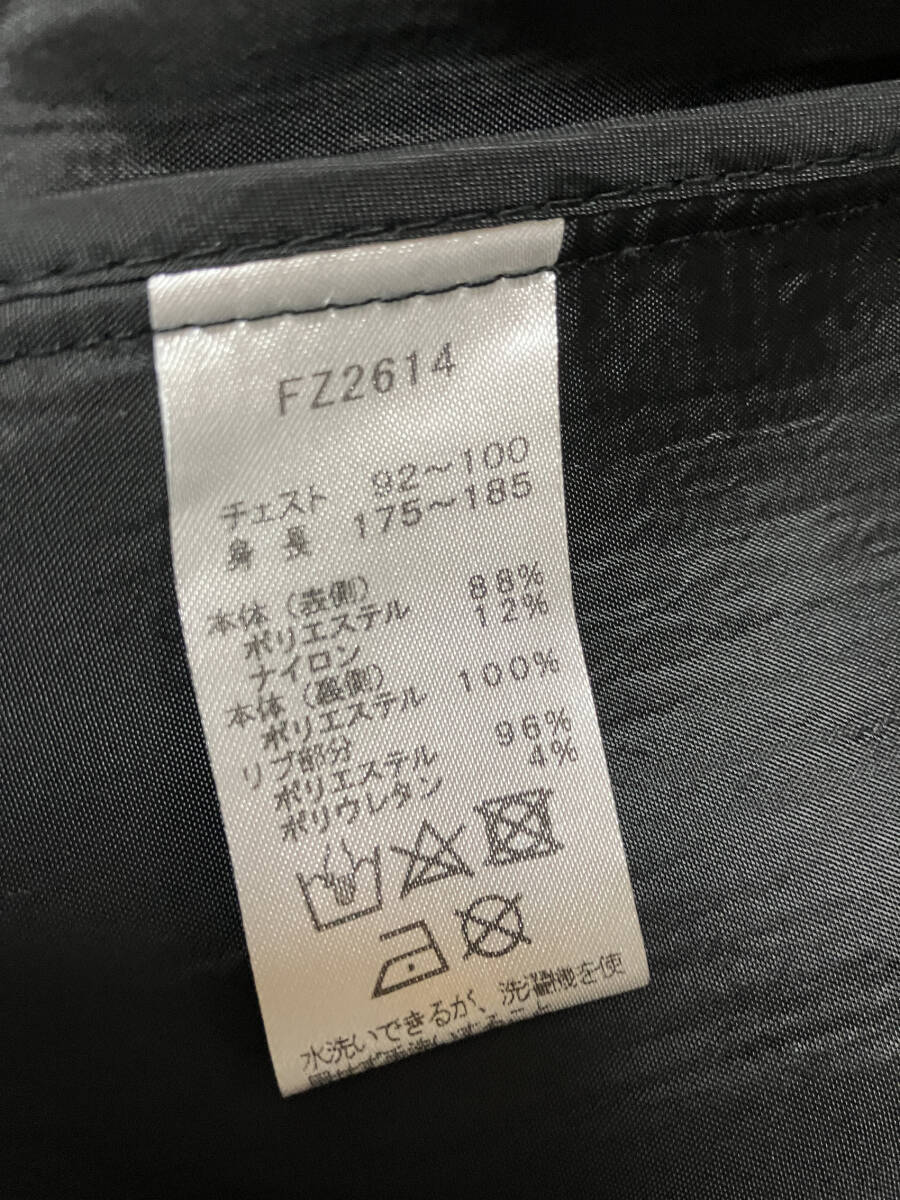 FZ2614
チェスト 92～100
身長 175～185
本体(表側)
ポリエステル 88%
ナイロン 12%
本体(裏側)
ポリエステル 100%
リブ部分
ポリエステル 96%
ポリウレタン 4%
水洗いできるが、洗濯機を使